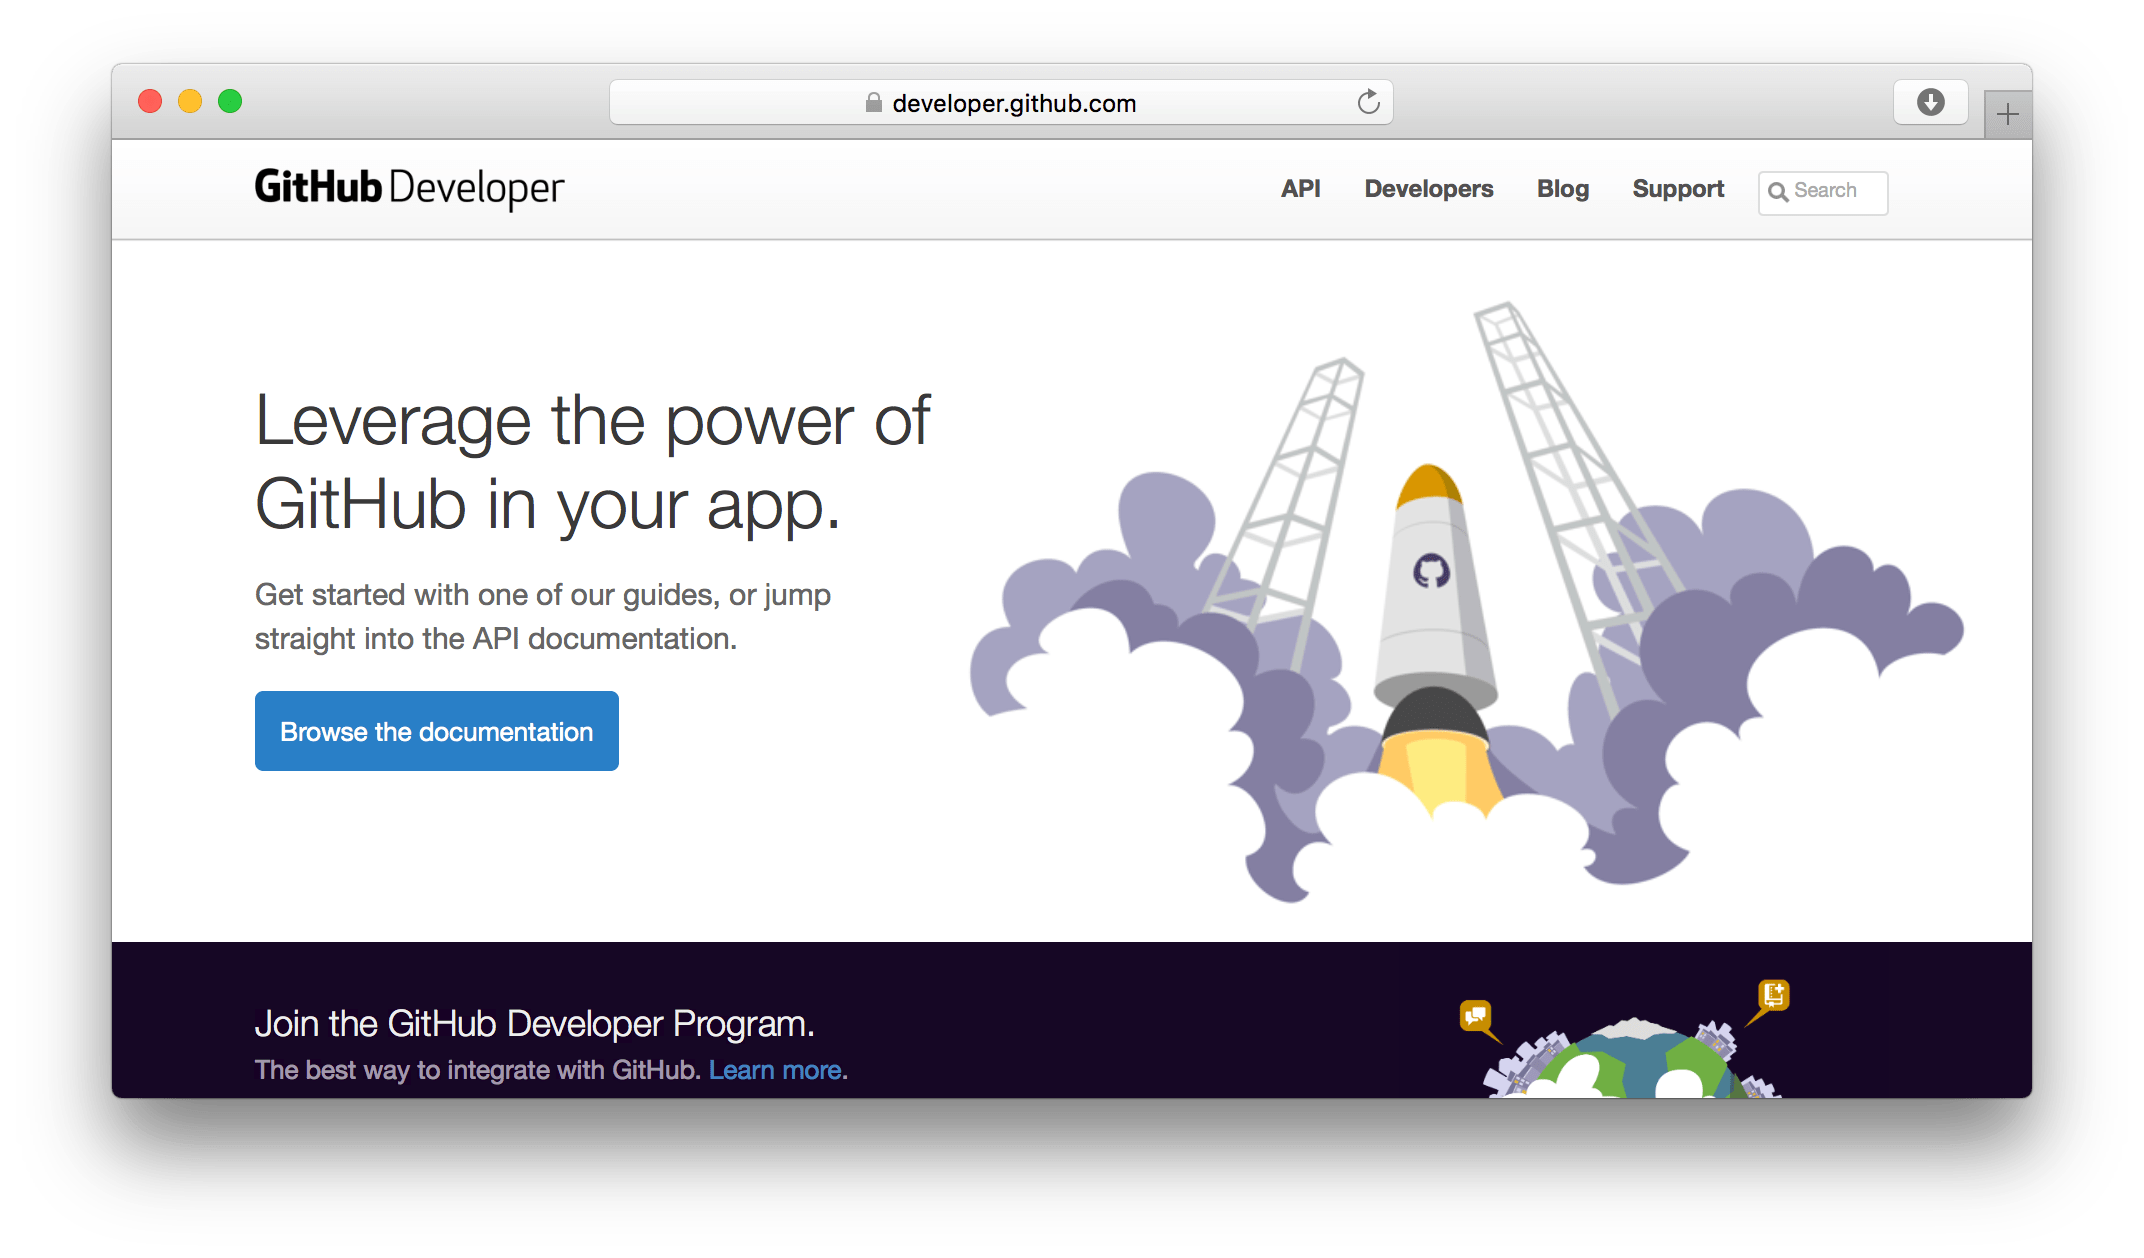 developer.github.com
GitHub Developer
API Developers Blog Support Search
Leverage the power of
GitHub in your app.
Get started with one of our guides, or jump
straight into the API documentation.
Browse the documentation
Join the GitHub Developer Program.
The best way to integrate with GitHub. Learn more.